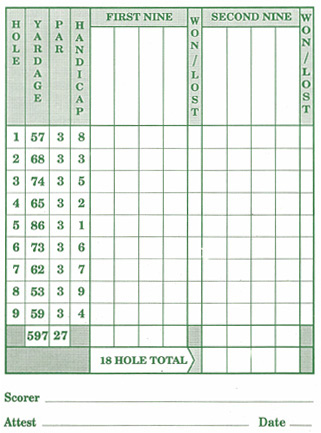 HOLE YARDAGE PAR HANDICAP FIRST NINE WON/LOST SECOND NINE WON/LOST
1 57 3 8
2 68 3 3
3 74 3 5
4 65 3 2
5 86 3 1
6 73 3 6
7 62 3 7
8 53 3 9
9 59 3 4
597 27
18 HOLE TOTAL
Scorer
Attest Date